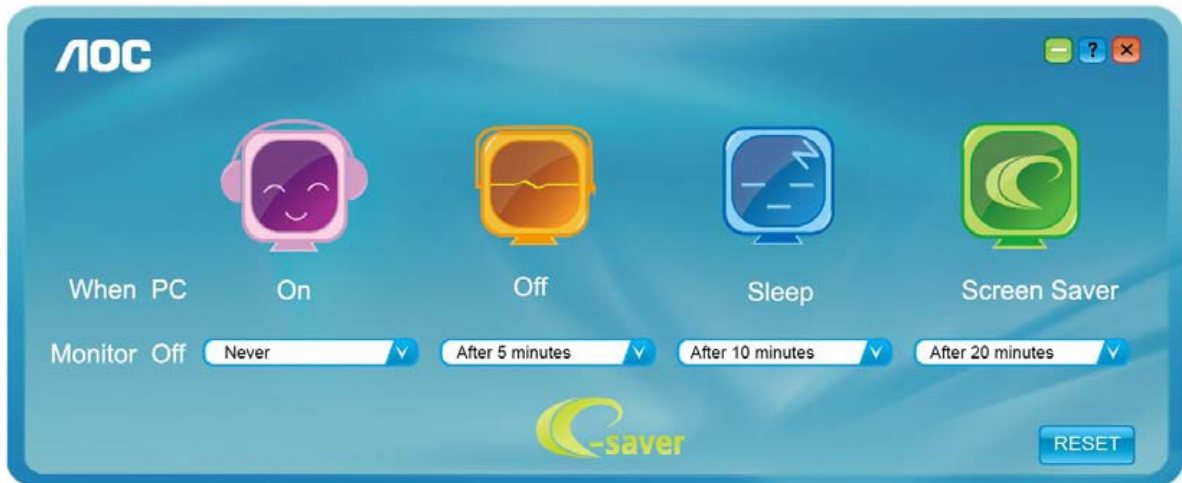 AOC
?
When PC On Off Sleep Screen Saver
Monitor Off Never After 5 minutes After 10 minutes After 20 minutes
e-saver
RESET